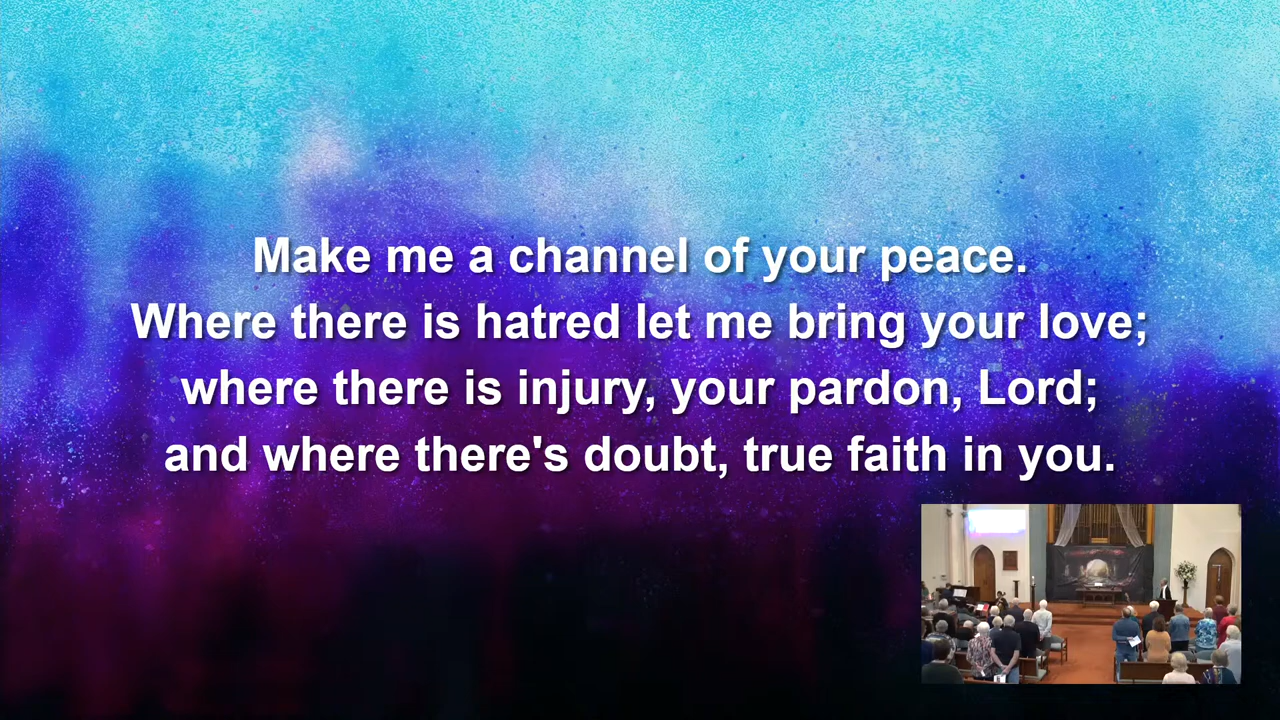 Make me a channel of your peace.
Where there is hatred let me bring your love;
where there is injury, your pardon, Lord;
and where there's doubt, true faith in you.